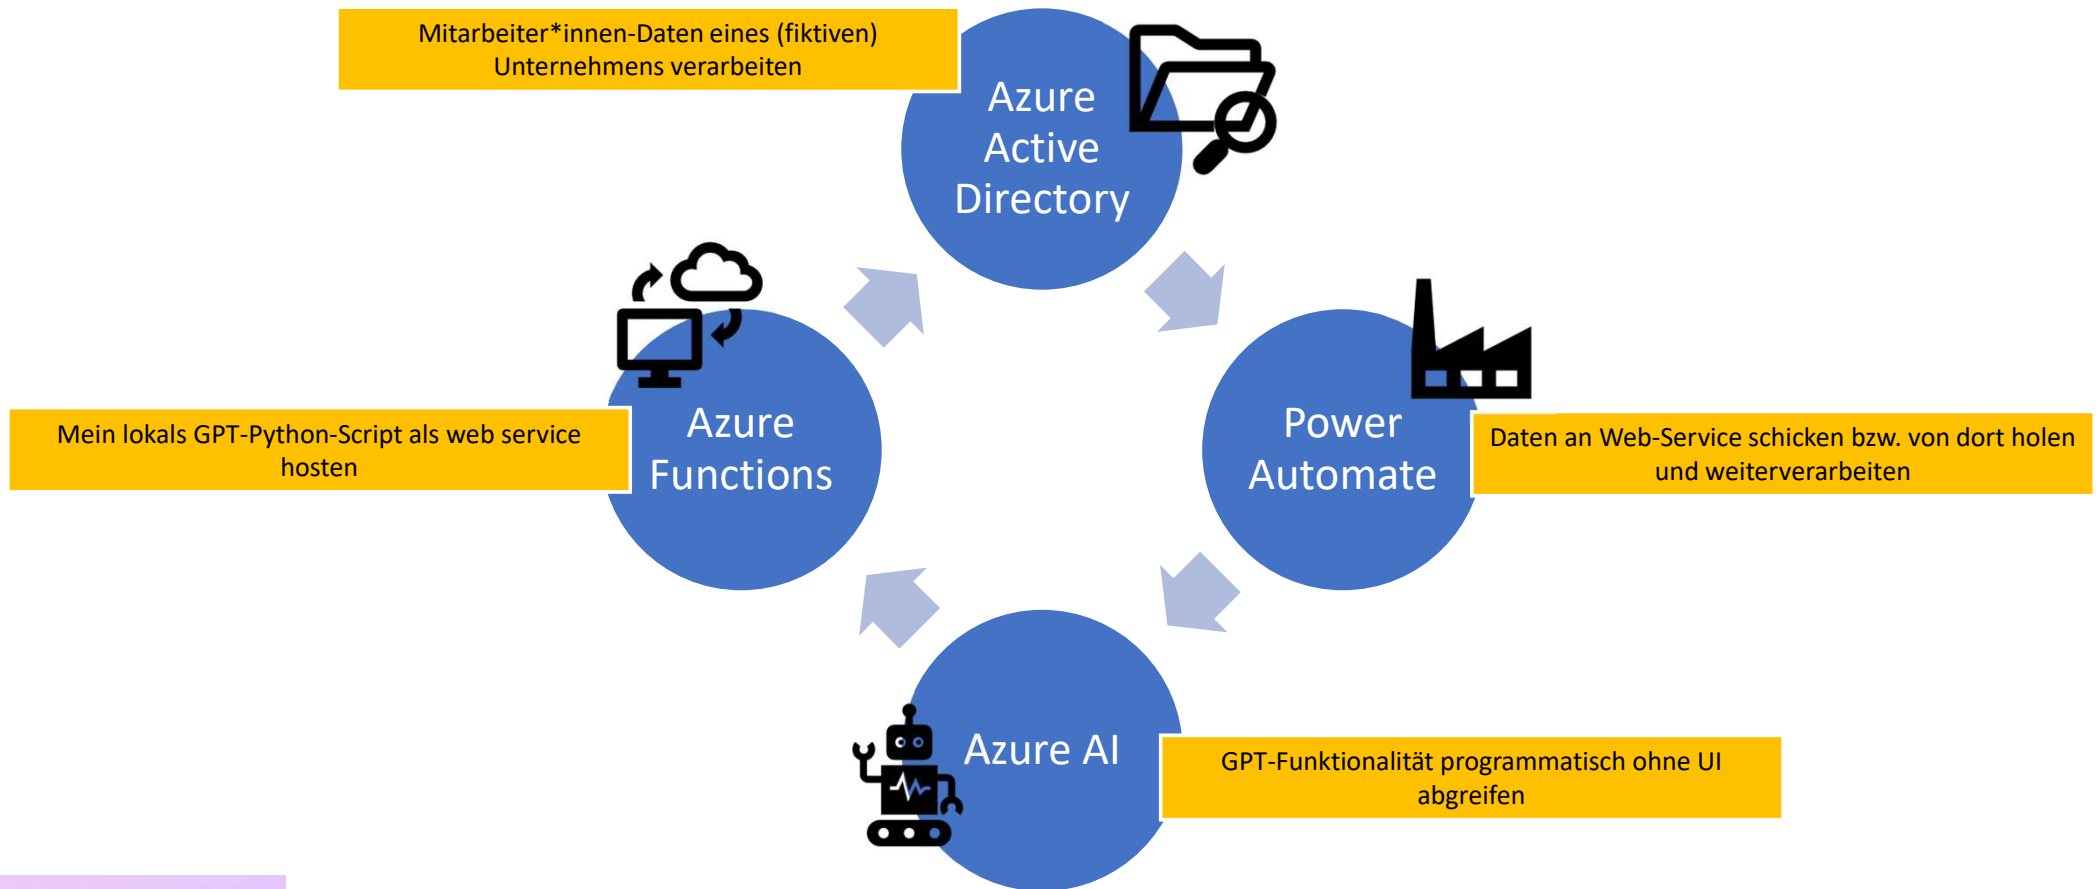 Mitarbeiter*innen-Daten eines (fiktiven)
Unternehmens verarbeiten
Azure
Active
Directory
Mein lokals GPT-Python-Script als web service
hosten
Azure
Functions
Power
Automate
Daten an Web-Service schicken bzw. von dort holen
und weiterverarbeiten
Azure AI
GPT-Funktionalität programmatisch ohne UI
abgreifen